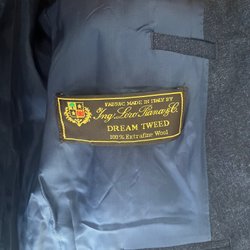 FABRIC MADE IN ITALY BY
Ing. Loro Piana & C.
DREAM TWEED
100% Extrafine Wool